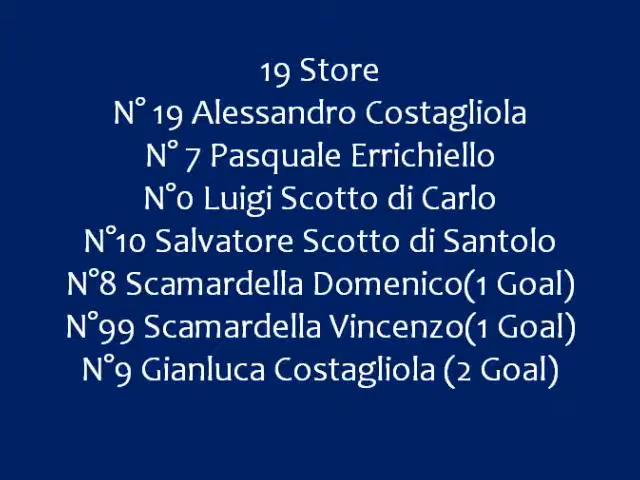 19 Store
N° 19 Alessandro Costagliola
N° 7 Pasquale Errichiello
N°0 Luigi Scotto di Carlo
N°10 Salvatore Scotto di Santolo
N°8 Scamardella Domenico(1 Goal)
N°99 Scamardella Vincenzo(1 Goal)
N°9 Gianluca Costagliola (2 Goal)